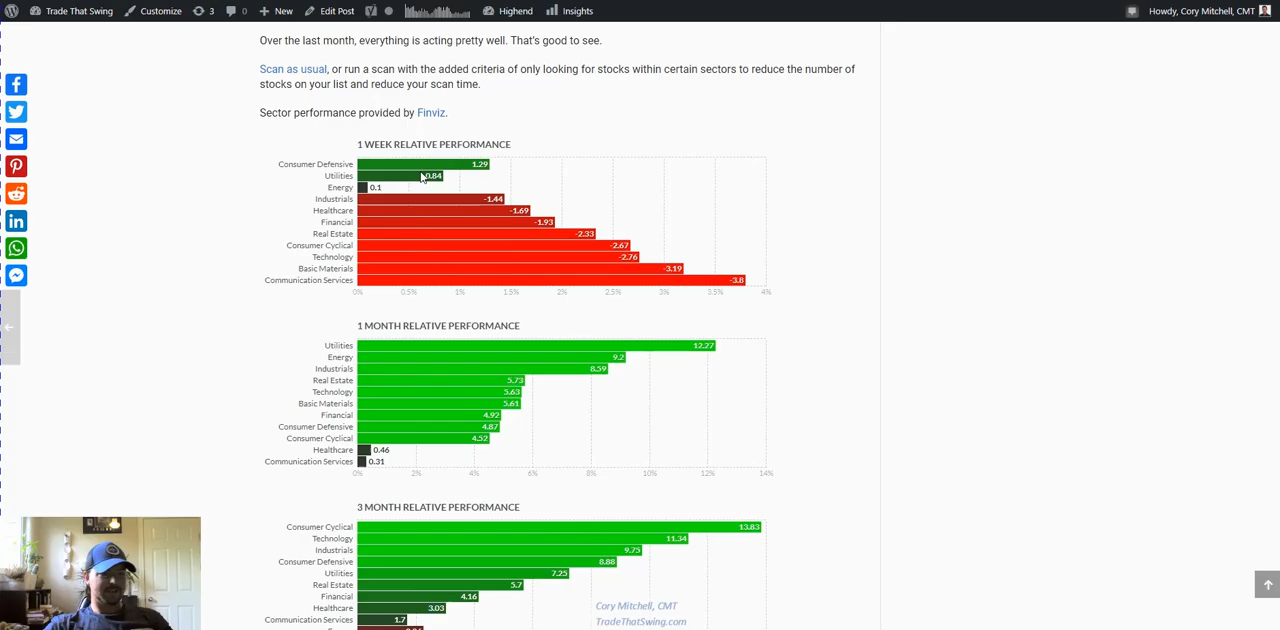 Trade That Swing Customize 3 0 New Edit Post Highend Insights Howdy, Cory Mitchell, CMT
Over the last month, everything is acting pretty well. That's good to see.
Scan as usual, or run a scan with the added criteria of only looking for stocks within certain sectors to reduce the number of
stocks on your list and reduce your scan time.
Sector performance provided by Finviz.
1 WEEK RELATIVE PERFORMANCE
Consumer Defensive 1.29
Utilities 0.84
Energy 0.1
Industrials -1.44
Healthcare -1.69
Financial -1.93
Real Estate -2.33
Consumer Cyclical -2.67
Technology -2.76
Basic Materials -3.19
Communication Services -3.8
0% 0.5% 1% 1.5% 2% 2.5% 3% 3.5% 4%
1 MONTH RELATIVE PERFORMANCE
Utilities 12.27
Energy 9.2
Industrials 8.59
Real Estate 5.73
Technology 5.63
Basic Materials 5.61
Financial 4.92
Consumer Defensive 4.87
Consumer Cyclical 4.52
Healthcare 0.46
Communication Services 0.31
0% 2% 4% 6% 8% 10% 12% 14%
3 MONTH RELATIVE PERFORMANCE
Consumer Cyclical 13.83
Technology 11.34
Industrials 9.75
Consumer Defensive 8.88
Utilities 7.25
Real Estate 5.7
Financial 4.16
Healthcare 3.03
Communication Services 1.7
Cory Mitchell, CMT
TradeThatSwing.com